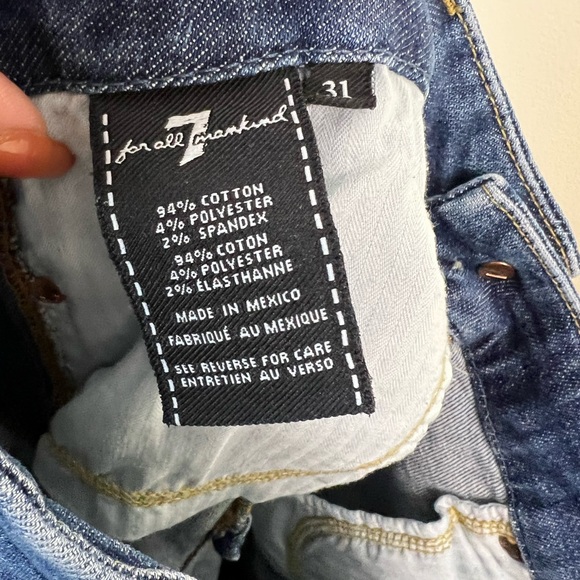 31
for all 7 mankind
94% COTTON
4% POLYESTER
2% SPANDEX
94% COTON
4% POLYESTER
2% ÉLASTHANNE
MADE IN MEXICO
FABRIQUÉ AU MEXIQUE
SEE REVERSE FOR CARE
ENTRETIEN AU VERSO